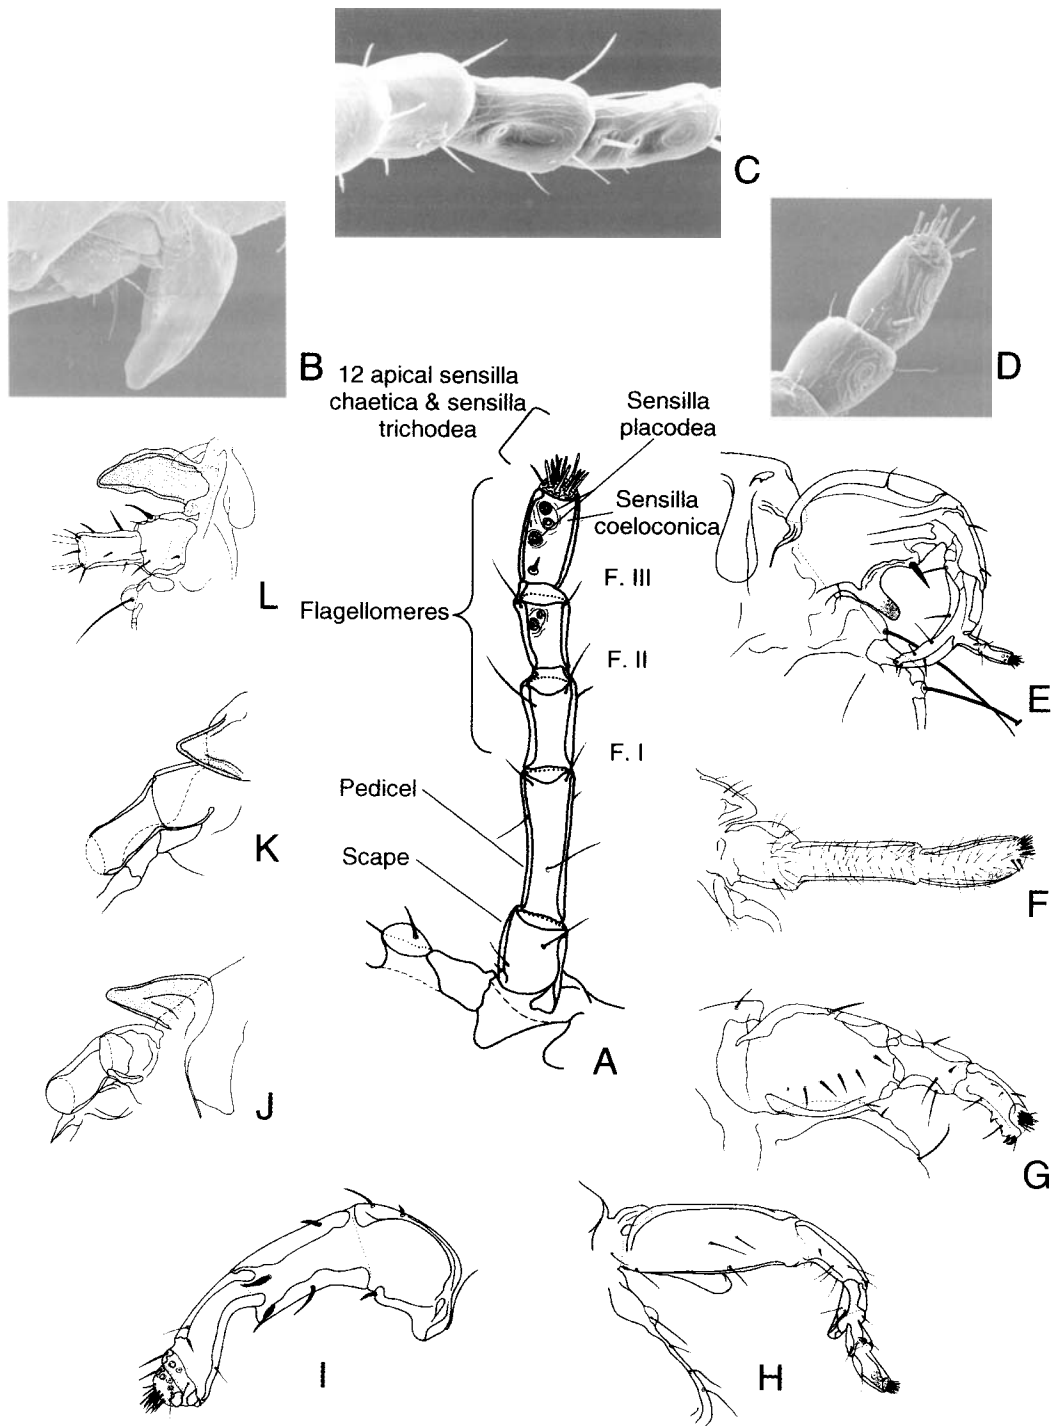 C
B
D
12 apical sensilla
chaetica & sensilla
trichodea
Sensilla
placodea
Sensilla
coeloconica
F. III
Flagellomeres
F. II
F. I
Pedicel
Scape
A
L
E
K
F
J
G
I
H